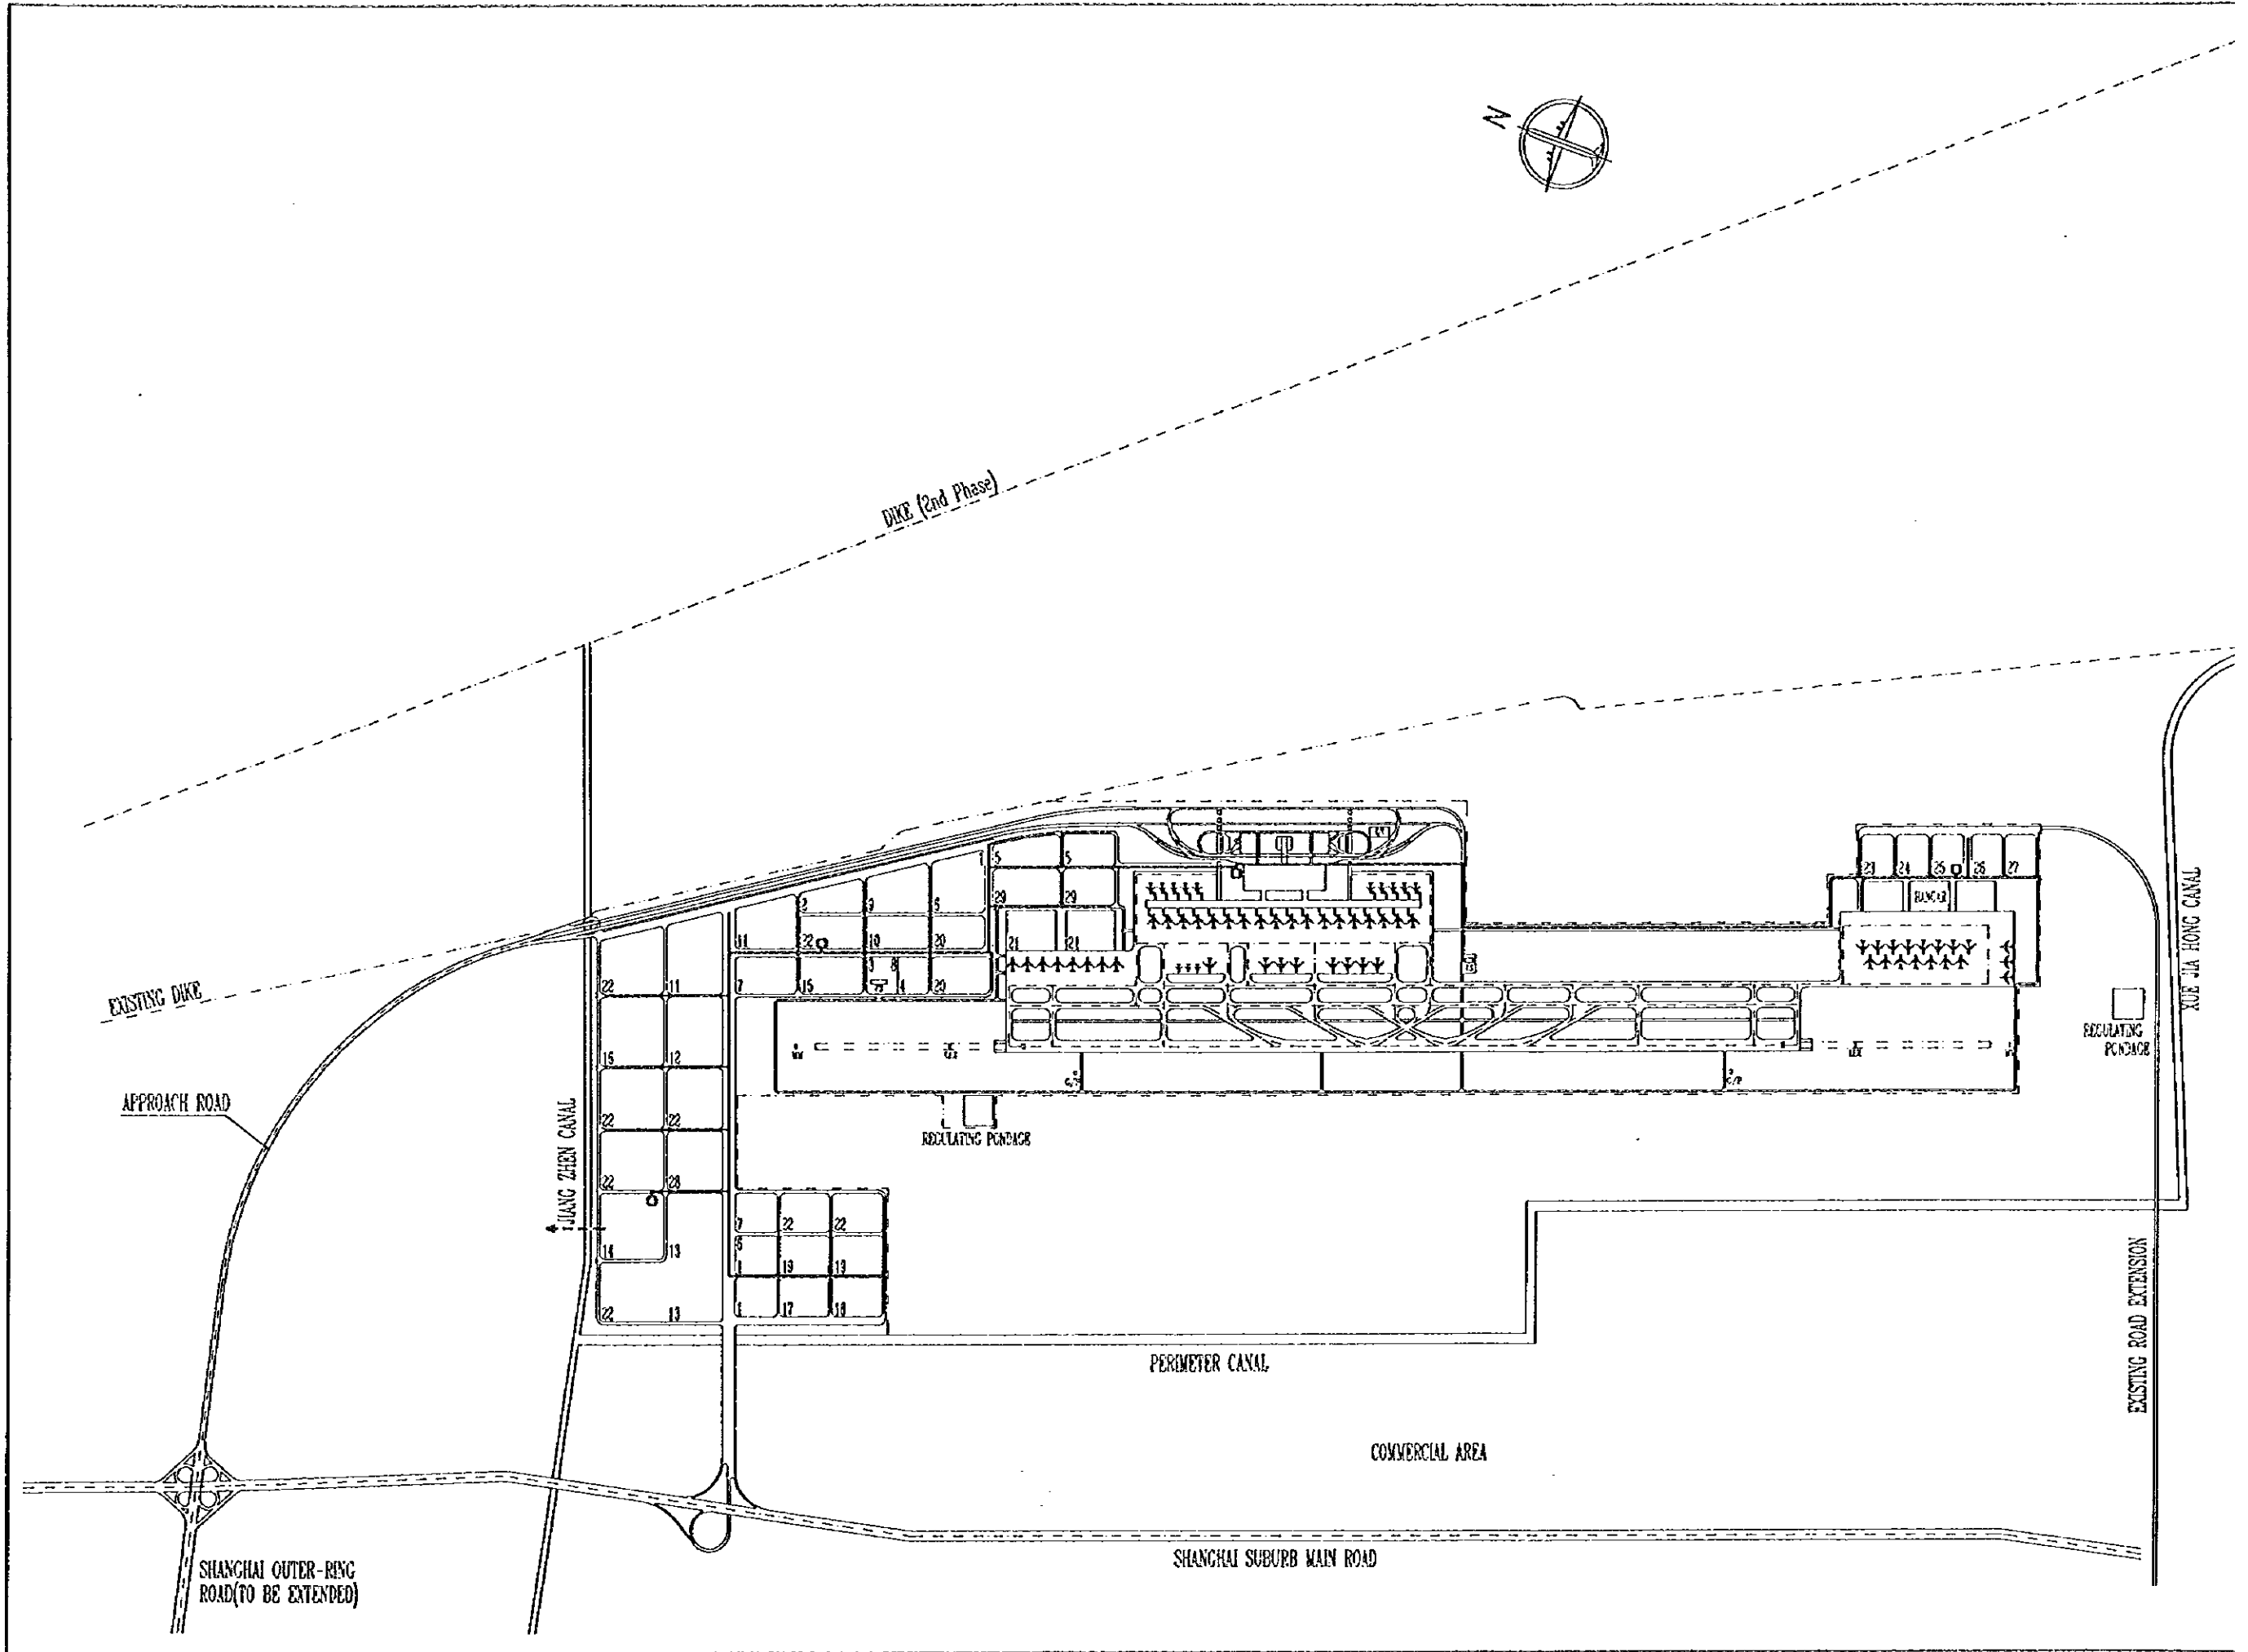 N
DIKE (2nd Phase)
EXISTING DIKE
APPROACH ROAD
JIANG ZHEN CANAL
XUE JIA HONG CANAL
HANGAR
REGULATING
PONDAGE
REGULATING PONDAGE
5
5
29
29
21
21
2
9
11
22
10
20
7
15
3
8
4
20
23
24
25
26
27
22
11
15
12
22
22
22
28
14
13
22
13
7
22
22
6
1
19
19
1
17
18
PERIMETER CANAL
EXISTING ROAD EXTENSION
COMMERCIAL AREA
SHANGHAI SUBURB MAIN ROAD
SHANGHAI OUTER-RING
ROAD(TO BE EXTENDED)